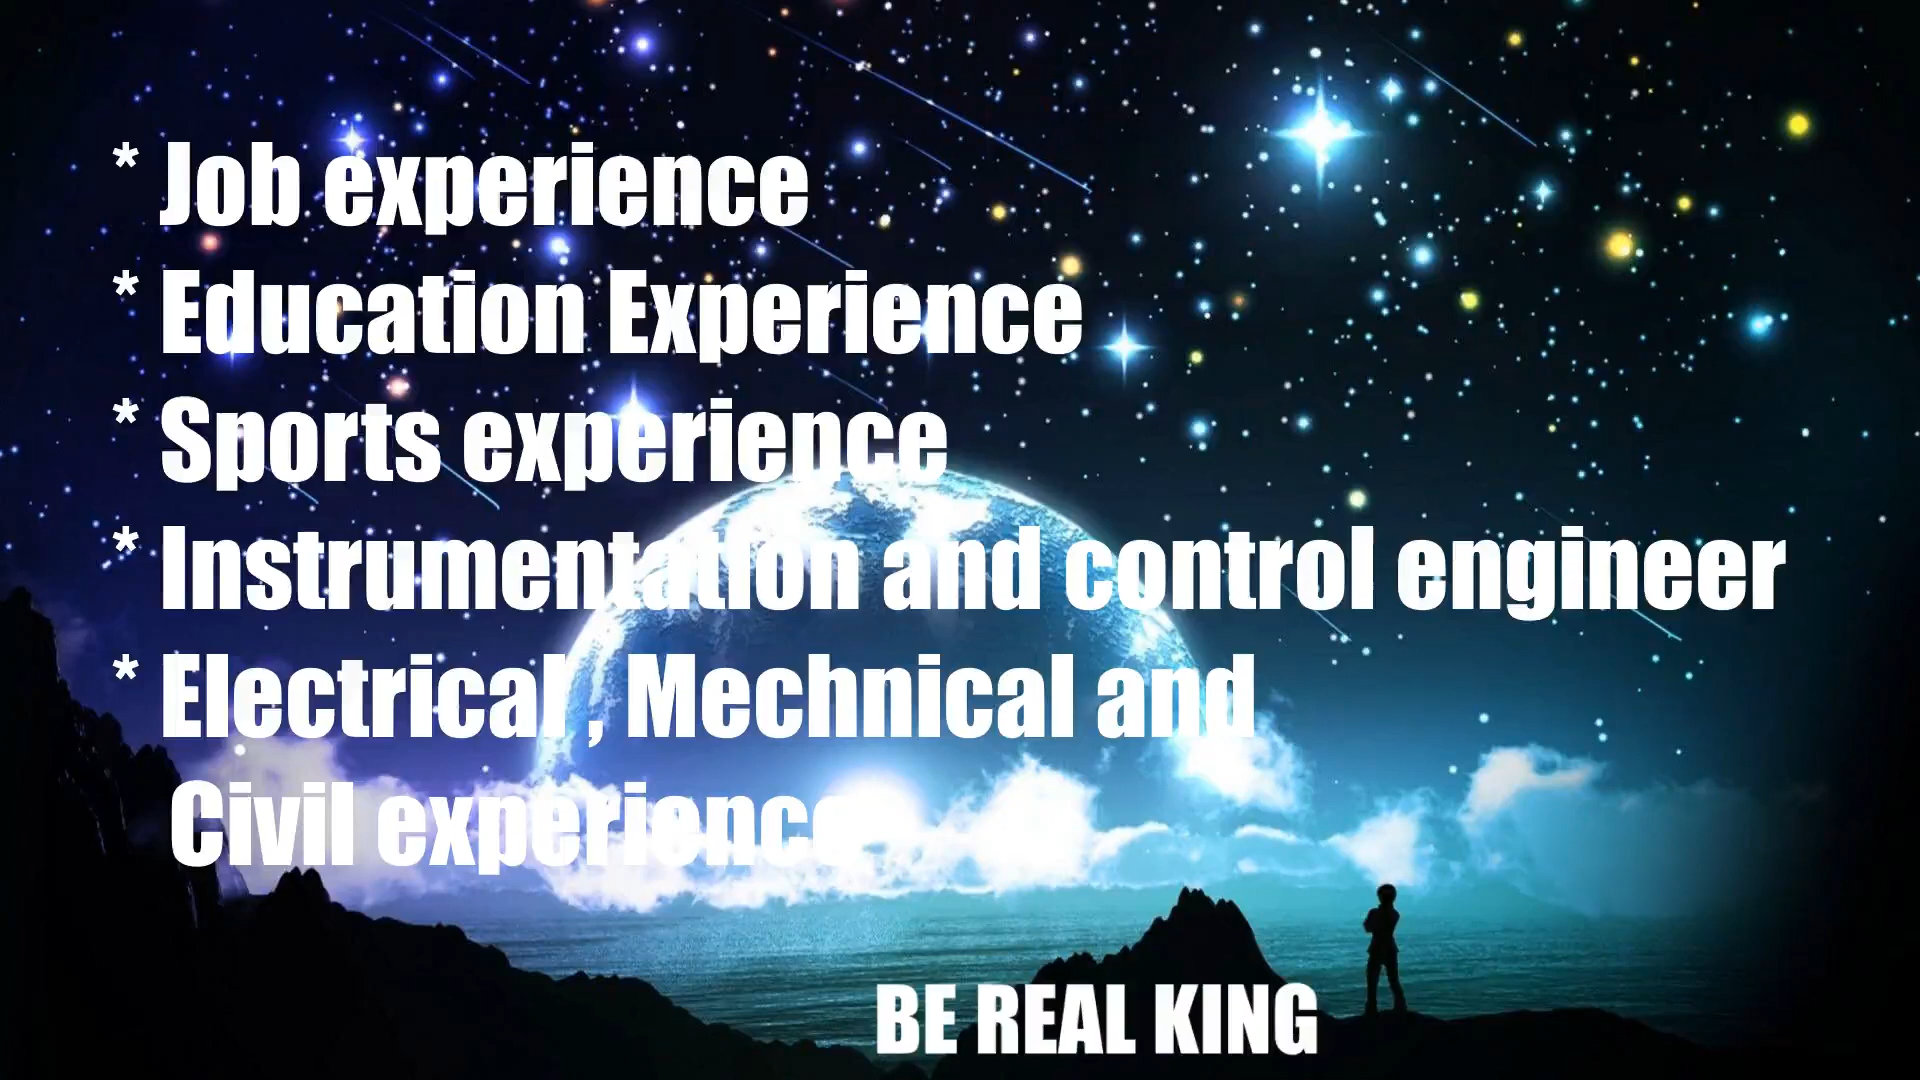 * Job experience
* Education Experience
* Sports experience
* Instrumentation and control engineer
* Electrical , Mechnical and
Civil experience
BE REAL KING